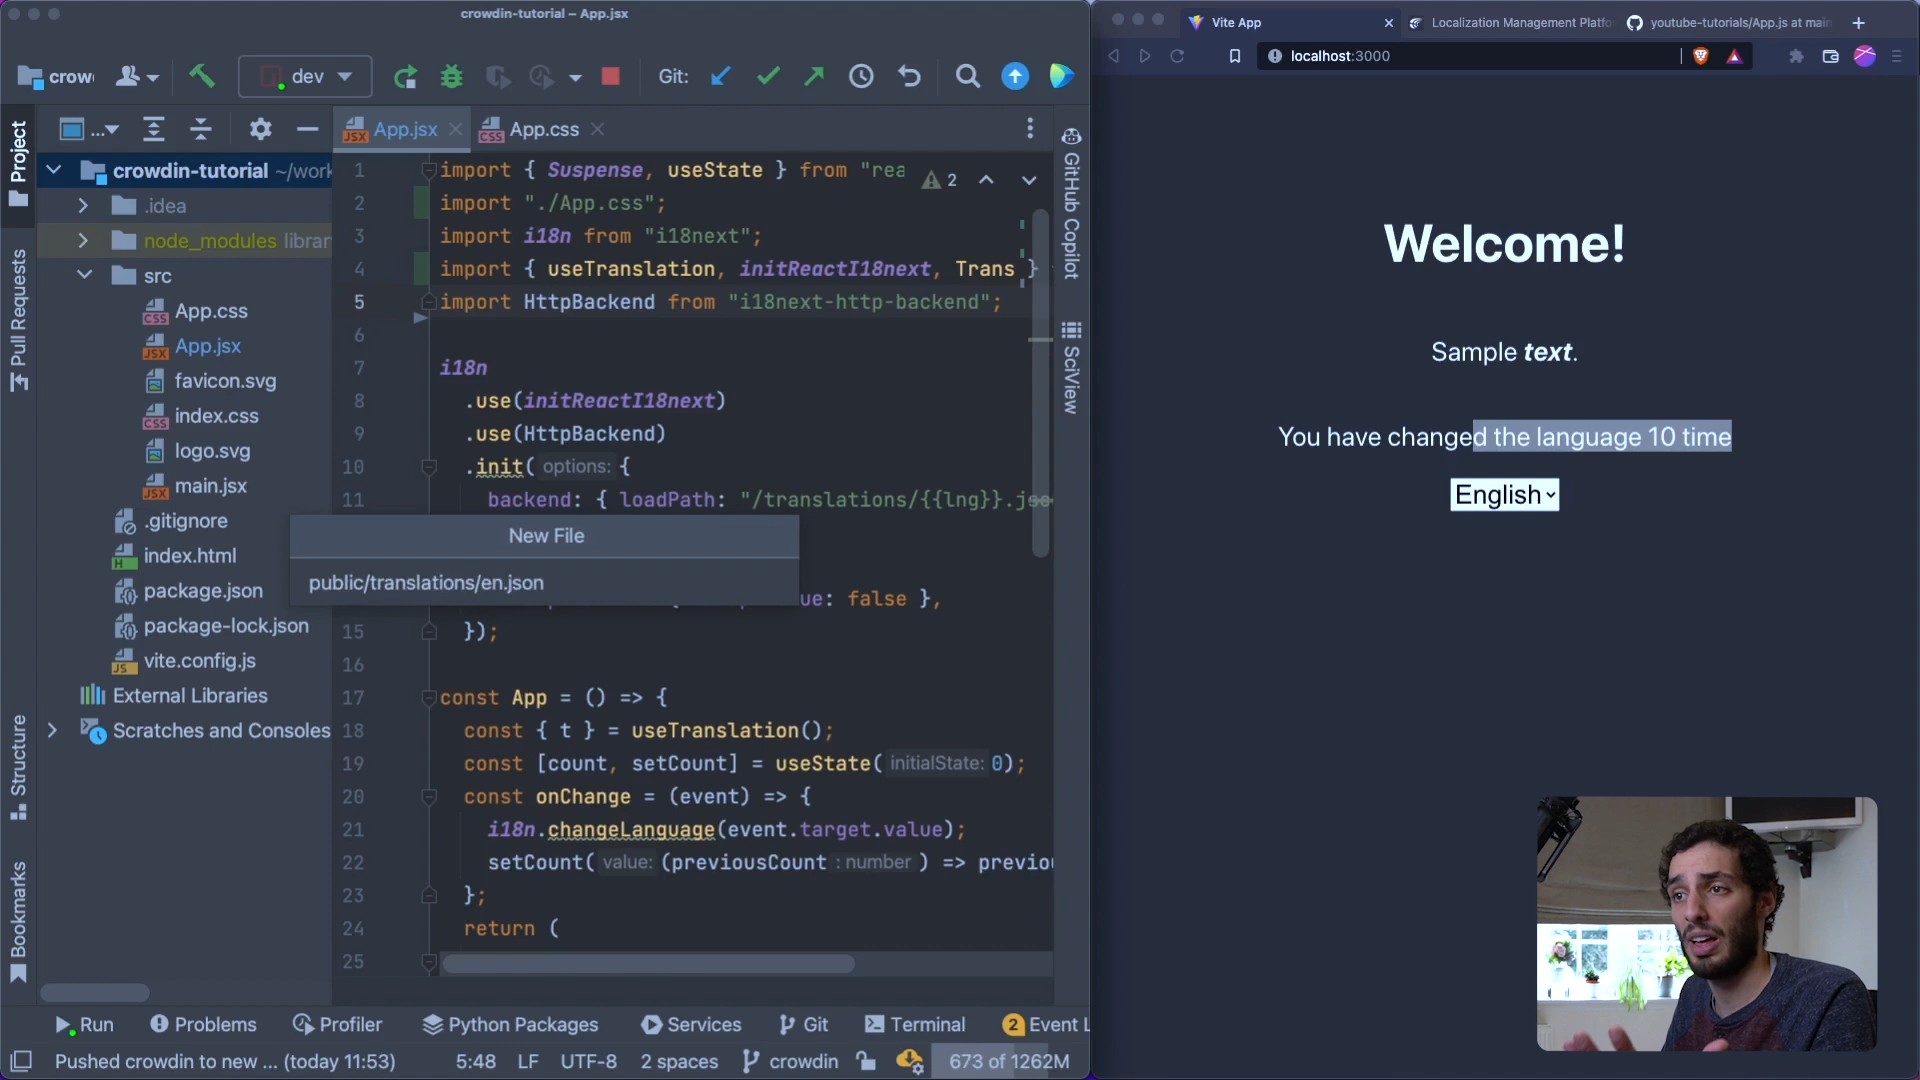 crowdin-tutorial – App.jsx
crow
dev
Git:
Project
...
App.jsx
App.css
crowdin-tutorial ~/work
.idea
node_modules librar
src
App.css
App.jsx
favicon.svg
index.css
logo.svg
main.jsx
.gitignore
index.html
package.json
package-lock.json
vite.config.js
External Libraries
Scratches and Consoles
Pull Requests
Structure
Bookmarks
1 import { Suspense, useState } from "rea
2
2 import "./App.css";
3 import i18n from "i18next";
4 import { useTranslation, initReactI18next, Trans }
5 import HttpBackend from "i18next-http-backend";
6
7 i18n
8 .use(initReactI18next)
9 .use(HttpBackend)
10 .init( options: {
11 backend: { loadPath: "/translations/{{lng}}.json
New File
public/translations/en.json
ue: false },
15 });
16
17 const App = () => {
18 const { t } = useTranslation();
19 const [count, setCount] = useState( initialState: 0);
20 const onChange = (event) => {
21 i18n.changeLanguage(event.target.value);
22 setCount( value: (previousCount : number ) => previou
23 };
24 return (
25
GitHub Copilot
SciView
Run
Problems
Profiler
Python Packages
Services
Git
Terminal
2 Event L
Pushed crowdin to new ... (today 11:53)
5:48
LF
UTF-8
2 spaces
crowdin
673 of 1262M
Vite App
Localization Management Platfo
youtube-tutorials/App.js at main
localhost:3000
Welcome!
Sample text.
You have changed the language 10 time
English